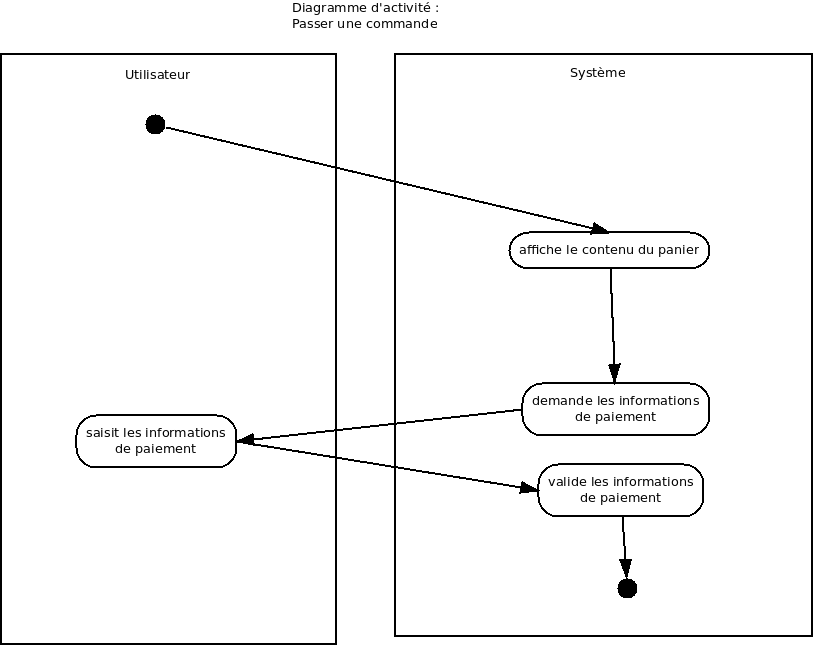 Diagramme d'activité :
Passer une commande
Utilisateur
Système
affiche le contenu du panier
demande les informations
de paiement
saisit les informations
de paiement
valide les informations
de paiement